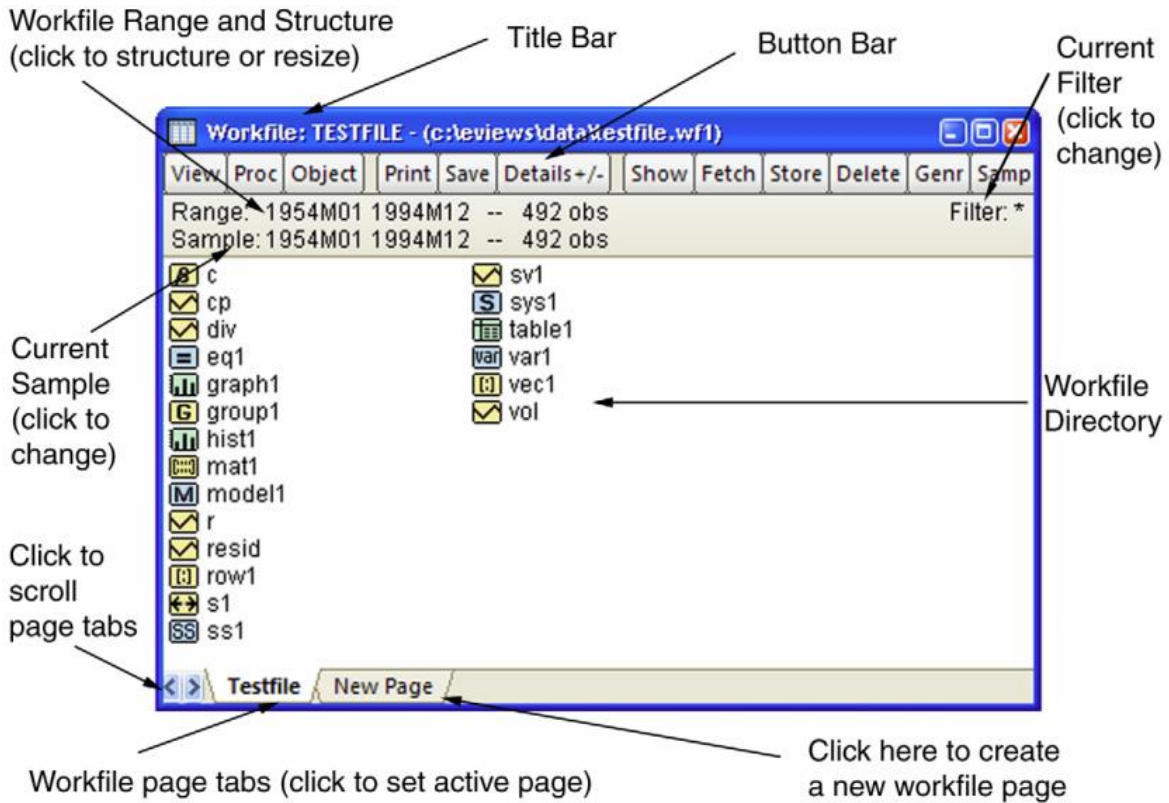 Workfile Range and Structure
(click to structure or resize)
Title Bar
Button Bar
Current
Filter
(click to
change)
Workfile: TESTFILE - (c:\eviews\data\testfile.wf1)
View Proc Object Print Save Details+/- Show Fetch Store Delete Genr Samp
Range: 1954M01 1994M12 -- 492 obs
Filter: *
Sample: 1954M01 1994M12 -- 492 obs
β c
cp
div
= eq1
graph1
G group1
hist1
mat1
M model1
r
resid
row1
s1
SS ss1
sv1
S sys1
table1
var var1
vec1
vol
Current
Sample
(click to
change)
Workfile
Directory
Click to
scroll
page tabs
< > Testfile New Page
Workfile page tabs (click to set active page)
Click here to create
a new workfile page